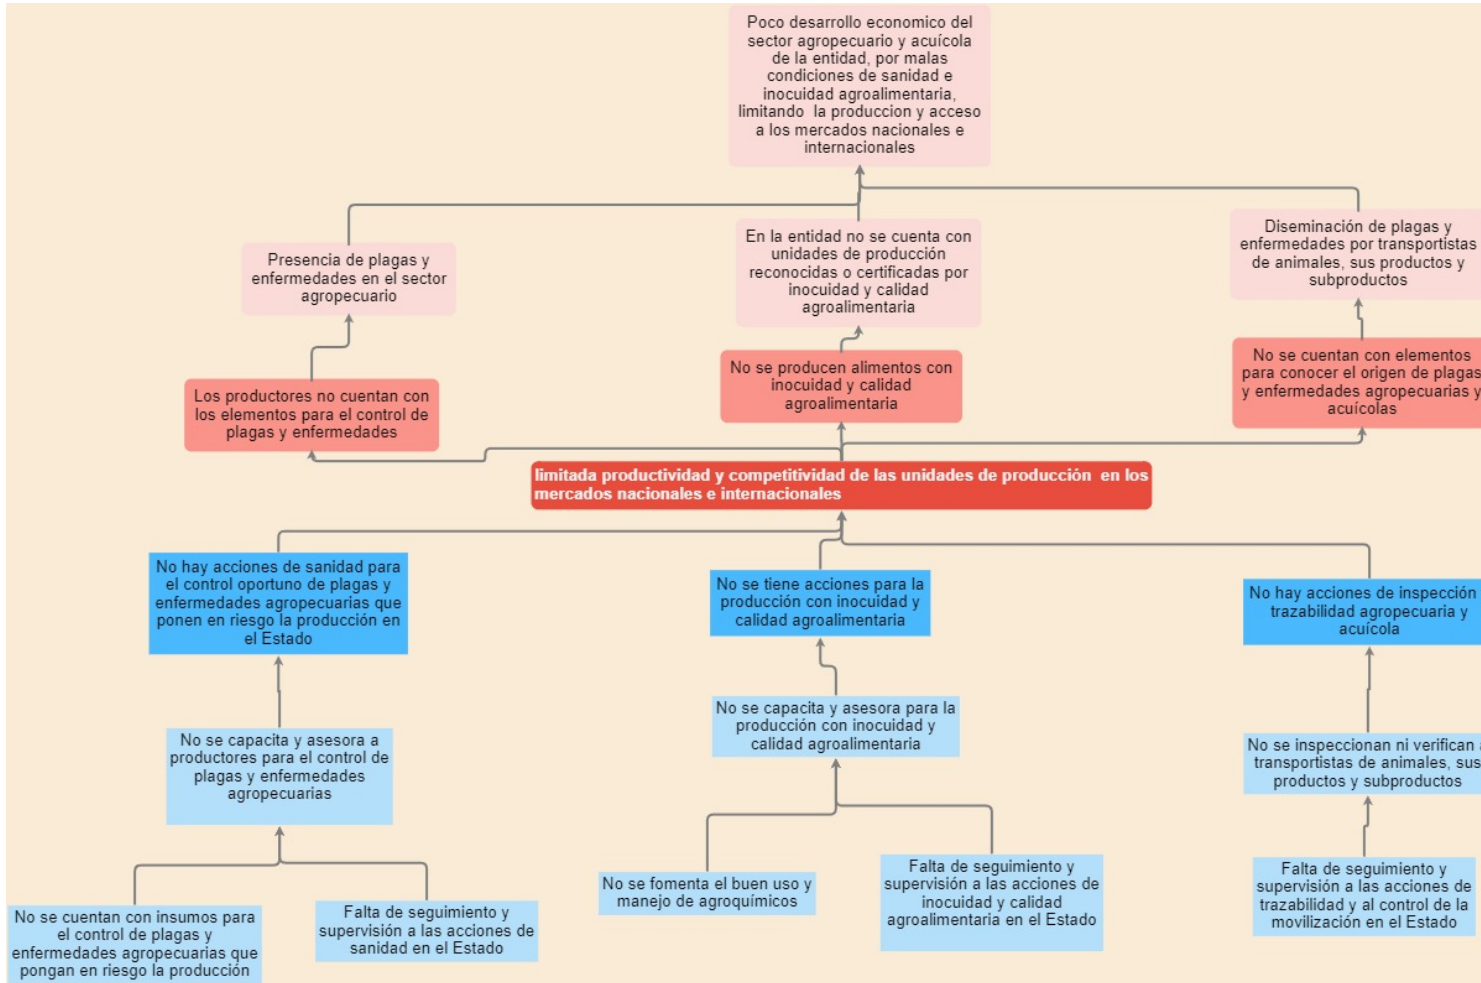 Poco desarrollo economico del
sector agropecuario y acuícola
de la entidad, por malas
condiciones de sanidad e
inocuidad agroalimentaria,
limitando  la produccion y acceso
a los mercados nacionales e
internacionales
Presencia de plagas y
enfermedades en el sector
agropecuario
En la entidad no se cuenta con
unidades de producción
reconocidas o certificadas por
inocuidad y calidad
agroalimentaria
Diseminación de plagas y
enfermedades por transportistas
de animales, sus productos y
subproductos
Los productores no cuentan con
los elementos para el control de
plagas y enfermedades
No se producen alimentos con
inocuidad y calidad
agroalimentaria
No se cuentan con elementos
para conocer el origen de plagas
y enfermedades agropecuarias y
acuícolas
limitada productividad y competitividad de las unidades de producción  en los
mercados nacionales e internacionales
No hay acciones de sanidad para
el control oportuno de plagas y
enfermedades agropecuarias que
ponen en riesgo la producción en
el Estado
No se tiene acciones para la
producción con inocuidad y
calidad agroalimentaria
No hay acciones de inspección
trazabilidad agropecuaria y
acuícola
No se capacita y asesora a
productores para el control de
plagas y enfermedades
agropecuarias
No se capacita y asesora para la
producción con inocuidad y
calidad agroalimentaria
No se inspeccionan ni verifican
transportistas de animales, sus
productos y subproductos
No se cuentan con insumos para
el control de plagas y
enfermedades agropecuarias que
pongan en riesgo la producción
Falta de seguimiento y
supervisión a las acciones de
sanidad en el Estado
No se fomenta el buen uso y
manejo de agroquímicos
Falta de seguimiento y
supervisión a las acciones de
inocuidad y calidad
agroalimentaria en el Estado
Falta de seguimiento y
supervisión a las acciones de
trazabilidad y al control de la
movilización en el Estado